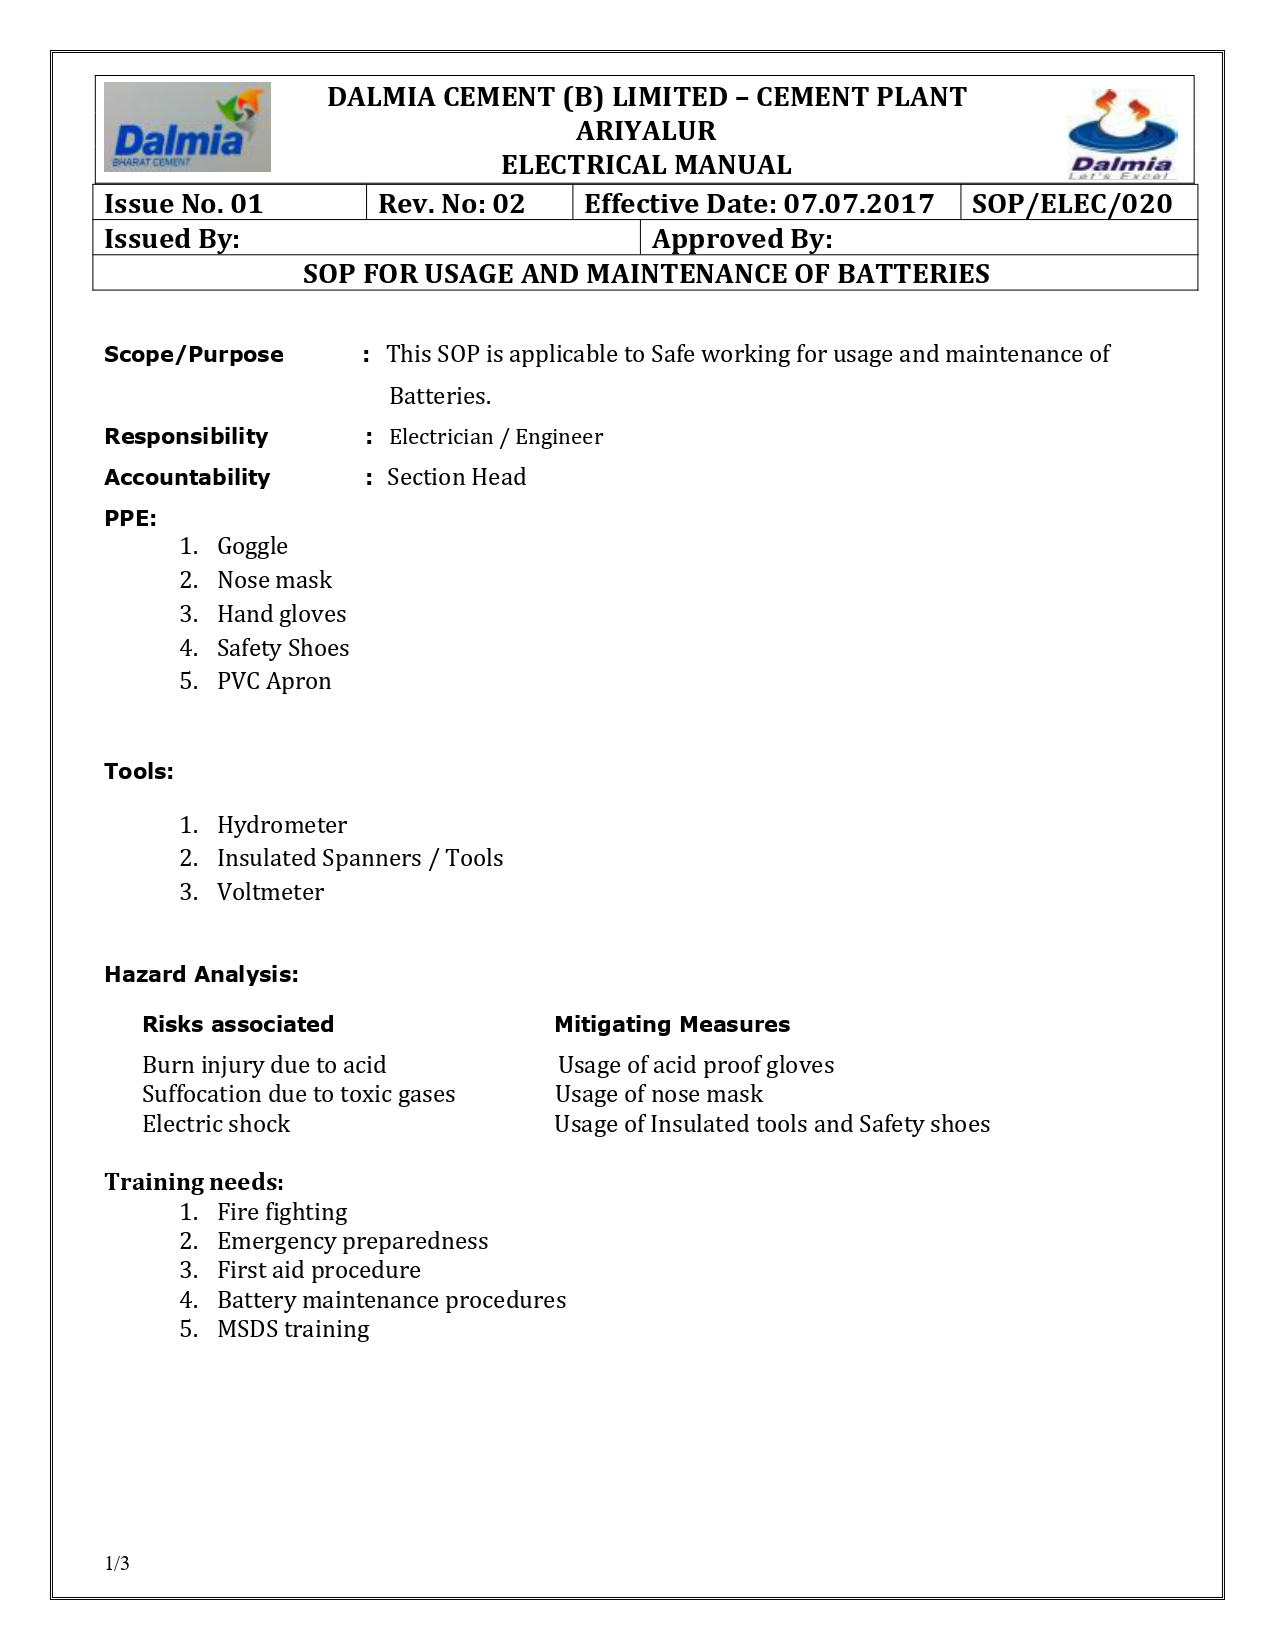 Dalmia
BHARAT CEMENT
DALMIA CEMENT (B) LIMITED – CEMENT PLANT
ARIYALUR
ELECTRICAL MANUAL
Dalmia
Let's Excel
Issue No. 01 Rev. No: 02 Effective Date: 07.07.2017 SOP/ELEC/020
Issued By: Approved By:
SOP FOR USAGE AND MAINTENANCE OF BATTERIES
Scope/Purpose : This SOP is applicable to Safe working for usage and maintenance of
Batteries.
Responsibility : Electrician / Engineer
Accountability : Section Head
PPE:
1. Goggle
2. Nose mask
3. Hand gloves
4. Safety Shoes
5. PVC Apron
Tools:
1. Hydrometer
2. Insulated Spanners / Tools
3. Voltmeter
Hazard Analysis:
Risks associated Mitigating Measures
Burn injury due to acid Usage of acid proof gloves
Suffocation due to toxic gases Usage of nose mask
Electric shock Usage of Insulated tools and Safety shoes
Training needs:
1. Fire fighting
2. Emergency preparedness
3. First aid procedure
4. Battery maintenance procedures
5. MSDS training
1/3